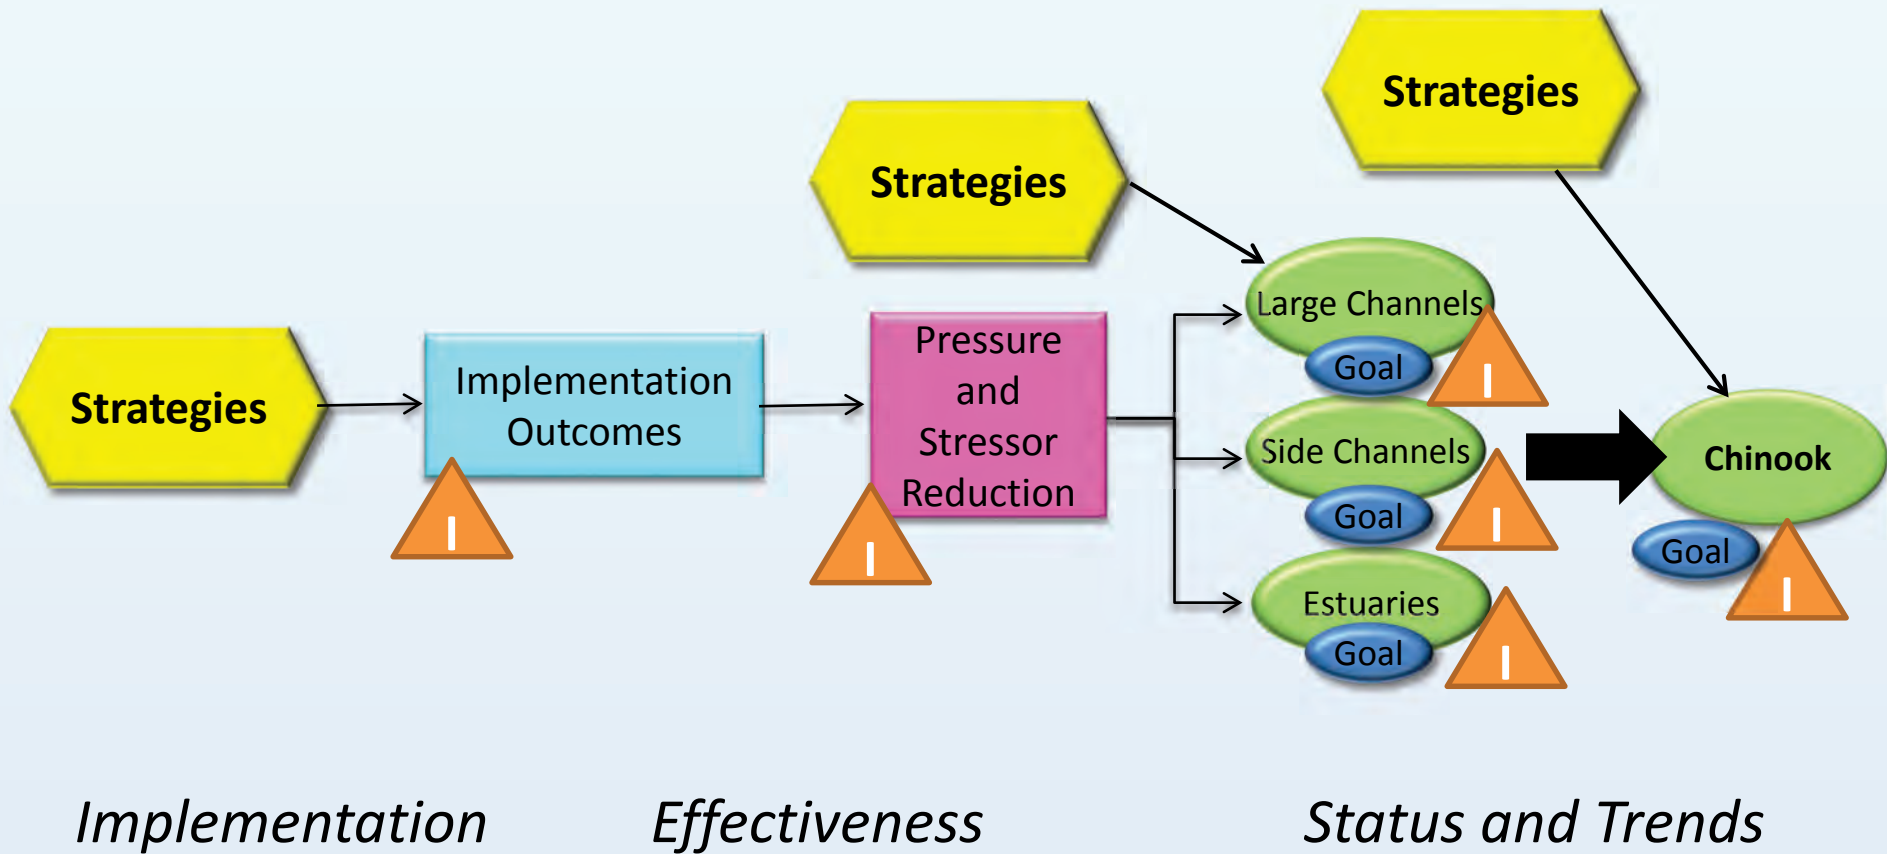 Strategies
Strategies
Strategies
Implementation
Outcomes
I
Pressure
and
Stressor
Reduction
I
Large Channels
Goal
I
Side Channels
Goal
I
Estuaries
Goal
I
Chinook
Goal
I
Implementation
Effectiveness
Status and Trends